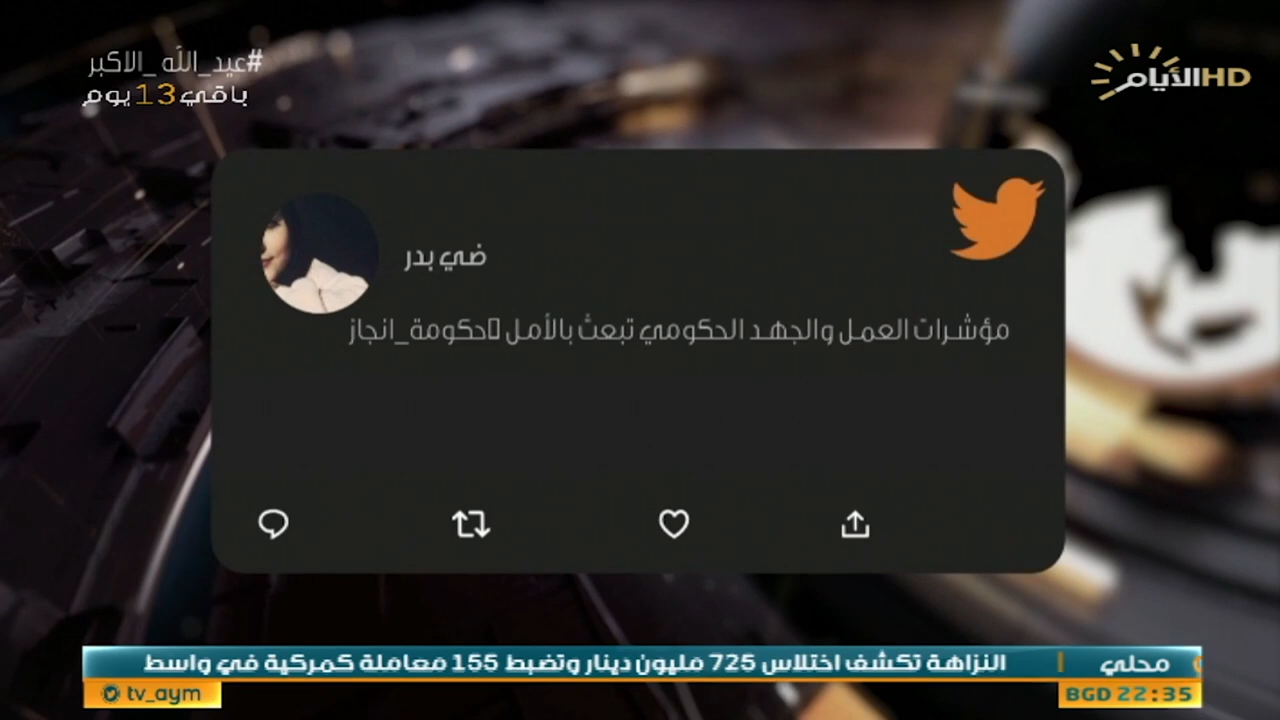 #عيد_الله_الاكبر
باقي 13 يوم
الأيام HD
ضي بدر
مؤشرات العمل والجهد الحكومي تبعث بالأمل ▯حكومة_انجاز
محلي | النزاهة تكشف اختلاس 725 مليون دينار وتضبط 155 معاملة كمركية في واسط
tv_aym
BGD 22:35